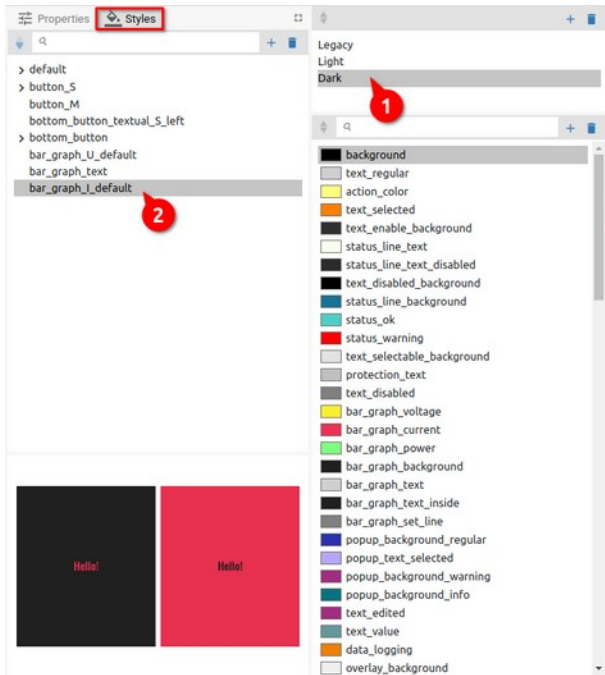 Properties
Styles
default
button_S
button_M
bottom_button_textual_S_left
bottom_button
bar_graph_U_default
bar_graph_text
bar_graph_I_default
2
Hello!
Hello!
Legacy
Light
Dark
1
background
text_regular
action_color
text_selected
text_enable_background
status_line_text
status_line_text_disabled
text_disabled_background
status_line_background
status_ok
status_warning
text_selectable_background
protection_text
text_disabled
bar_graph_voltage
bar_graph_current
bar_graph_power
bar_graph_background
bar_graph_text
bar_graph_text_inside
bar_graph_set_line
popup_background_regular
popup_text_selected
popup_background_warning
popup_background_info
text_edited
text_value
data_logging
overlay_background